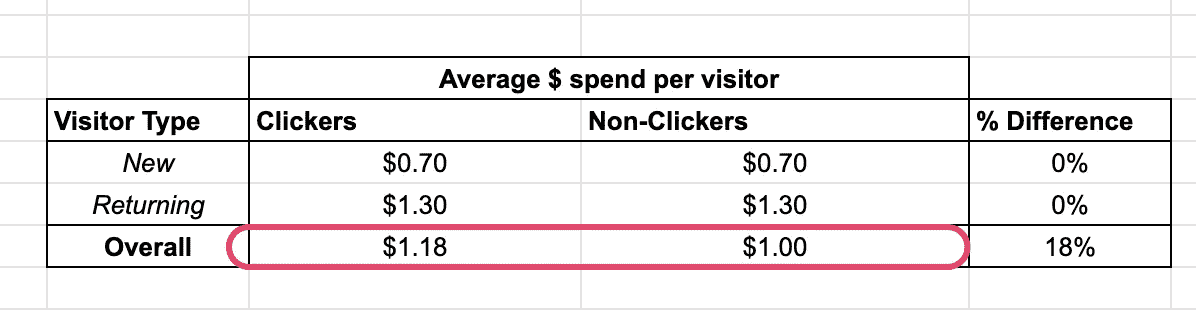 Average $ spend per visitor
Visitor Type Clickers Non-Clickers % Difference
New $0.70 $0.70 0%
Returning $1.30 $1.30 0%
Overall $1.18 $1.00 18%